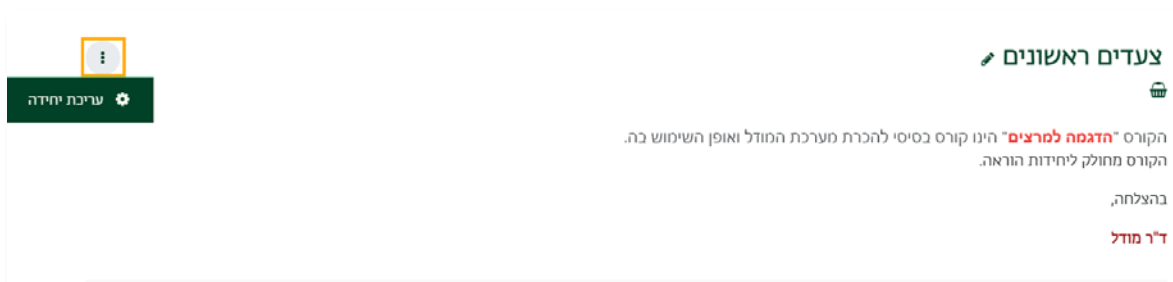 צעדים ראשונים
עריכת יחידה
הקורס "הדגמה למרצים" הינו קורס בסיסי להכרת מערכת המודל ואופן השימוש בה.
הקורס מחולק ליחידות הוראה.
בהצלחה,
ד"ר מודל